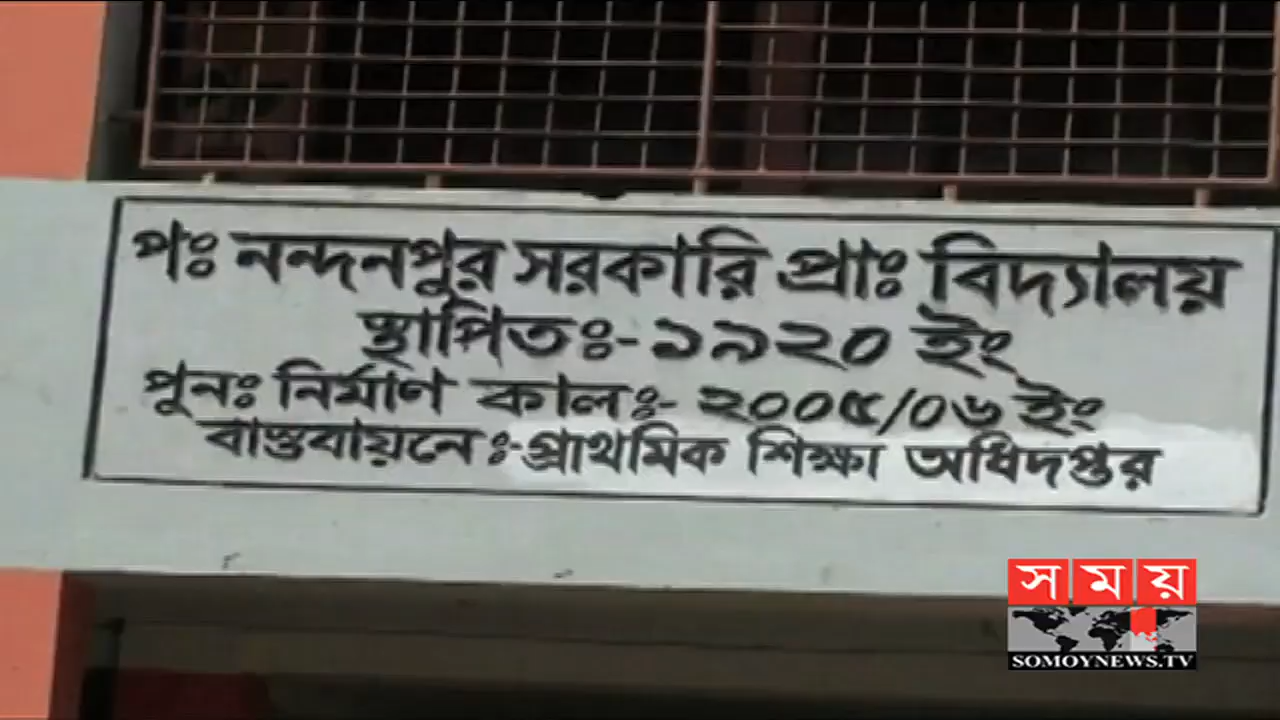 পঃ নন্দনপুর সরকারি প্রাঃ বিদ্যালয়
স্থাপিতঃ- ১৯২০ ইং
পুনঃ নির্মাণ কালঃ- ২০০৫/০৬ ইং
বাস্তবায়নেঃ- প্রাথমিক শিক্ষা অধিদপ্তর
সময়
SOMOYNEWS.TV